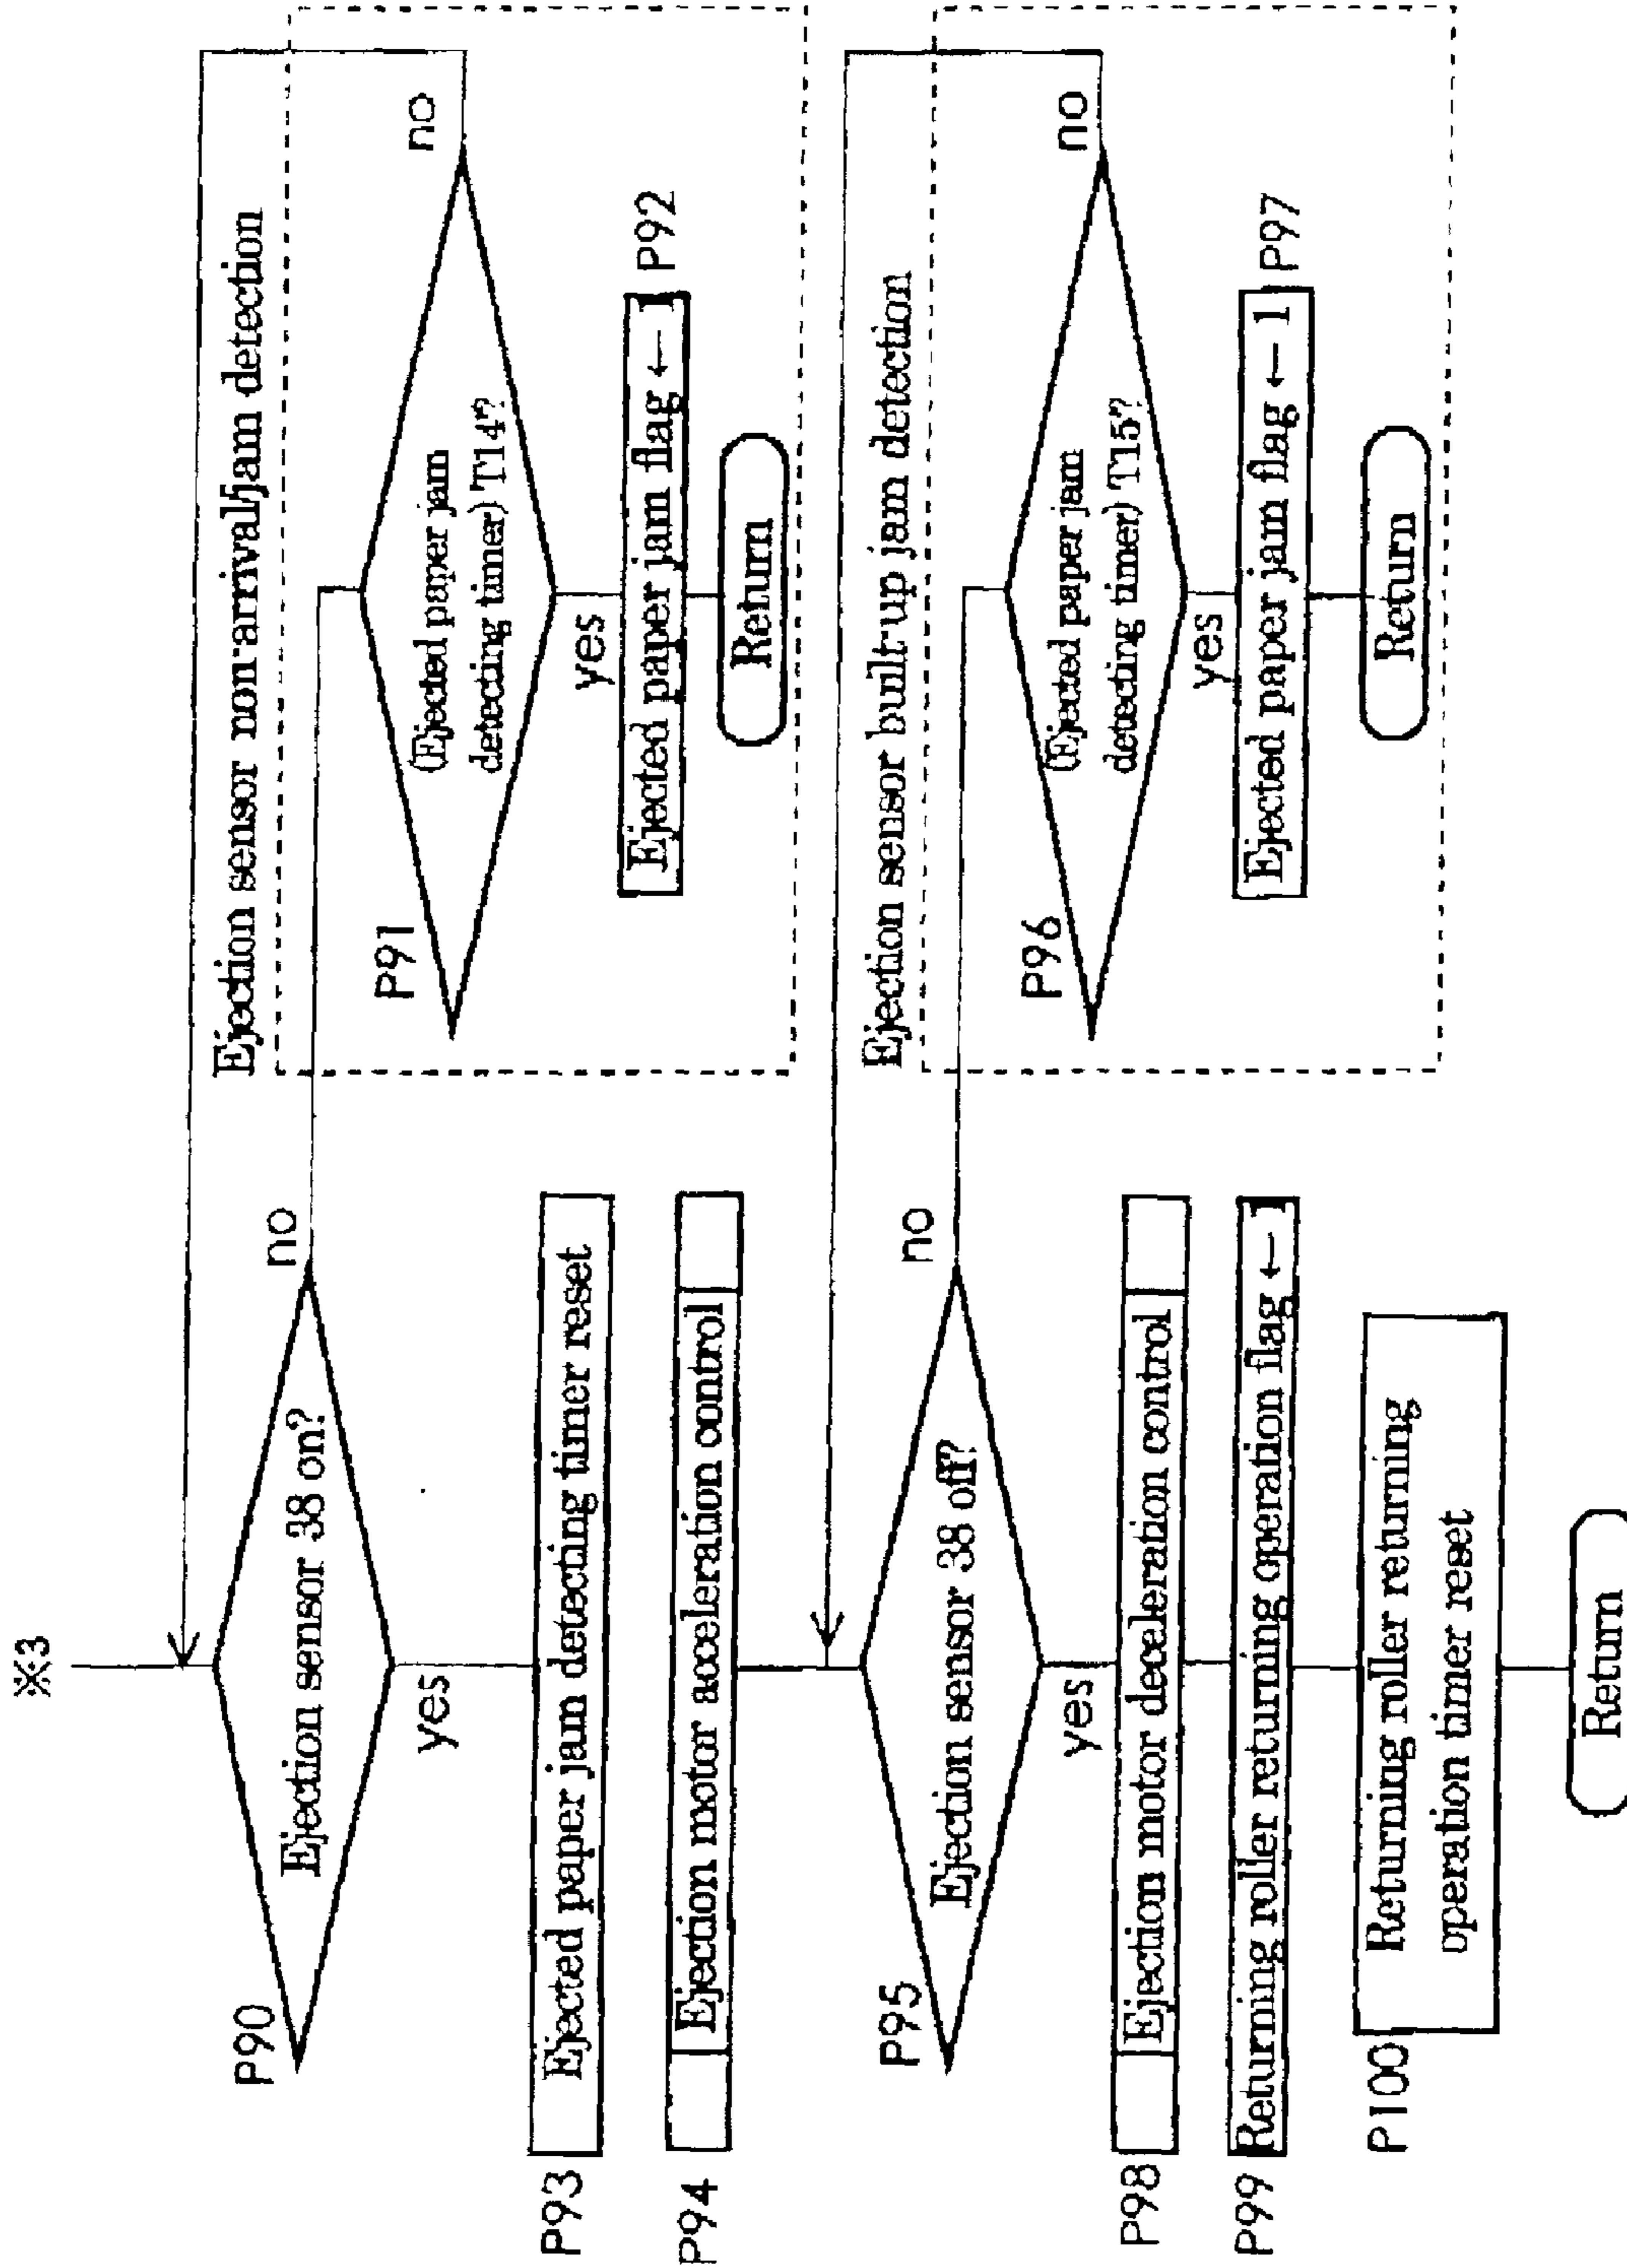 ※3
P90
Ejection sensor 38 on?
no
yes
Ejection sensor nonarrival/jam detection
P91
(Ejected paper jam
detecting timer) T14?
no
yes
Ejected paper jam flag ← 1
P92
Return
P93
Ejected paper jam detecting timer reset
P94
Ejection motor acceleration control
P95
Ejection sensor 38 off?
no
yes
Ejection sensor built-up jam detection
P96
(Ejected paper jam
detecting timer) T15?
no
yes
Ejected paper jam flag ← 1
P97
Return
P98
Ejection motor deceleration control
P99
Returning roller returning operation flag ← 1
P100
Returning roller returning
operation timer reset
Return